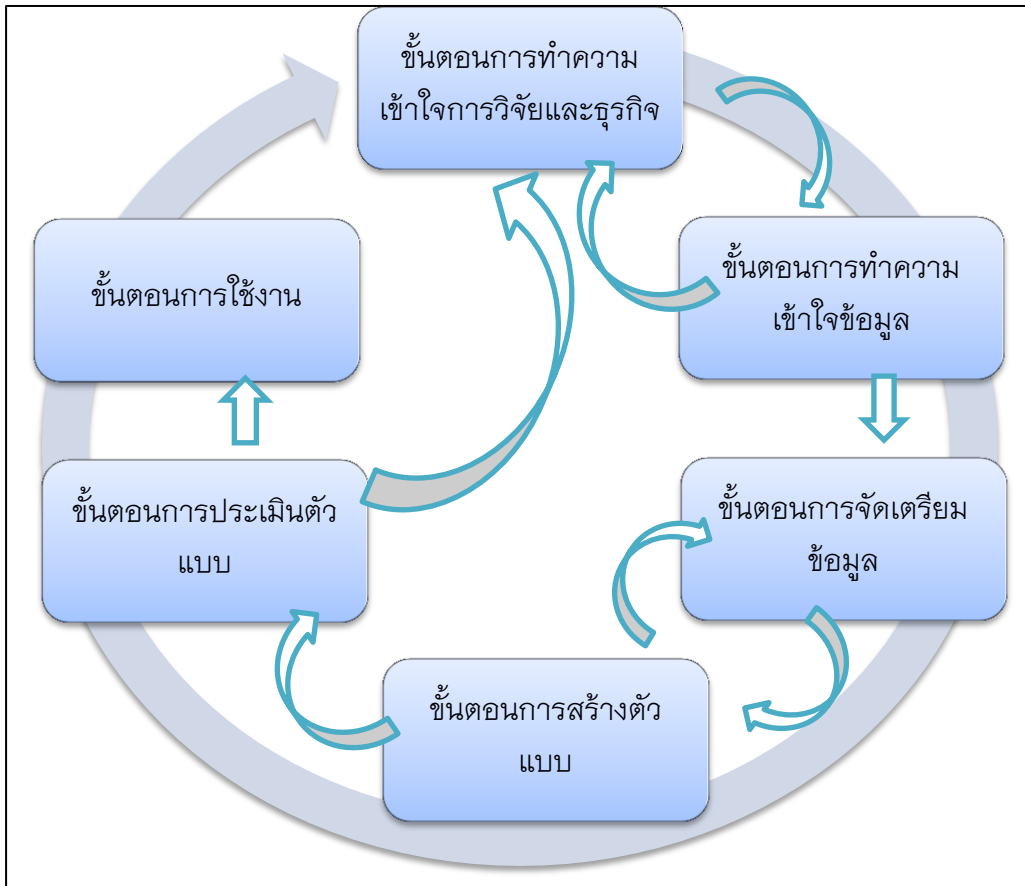 ขั้นตอนการทำความ
เข้าใจการวิจัยและธุรกิจ
ขั้นตอนการทำความ
เข้าใจข้อมูล
ขั้นตอนการจัดเตรียม
ข้อมูล
ขั้นตอนการสร้างตัว
แบบ
ขั้นตอนการประเมินตัว
แบบ
ขั้นตอนการใช้งาน